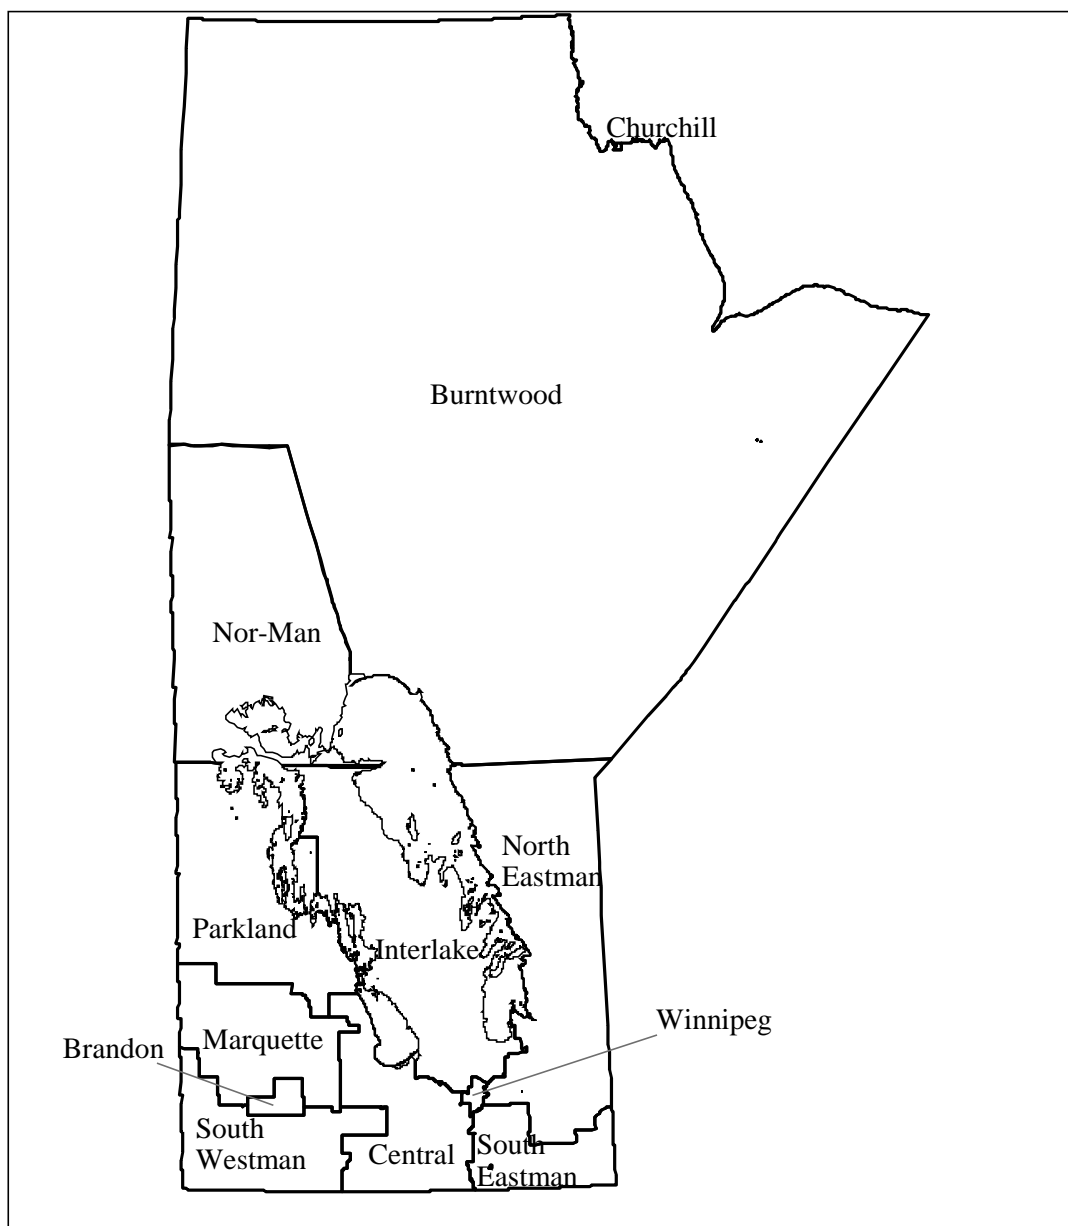 Churchill
Burntwood
Nor-Man
North
Eastman
Parkland
Interlake
Winnipeg
Marquette
Brandon
South
Westman
Central
South
Eastman